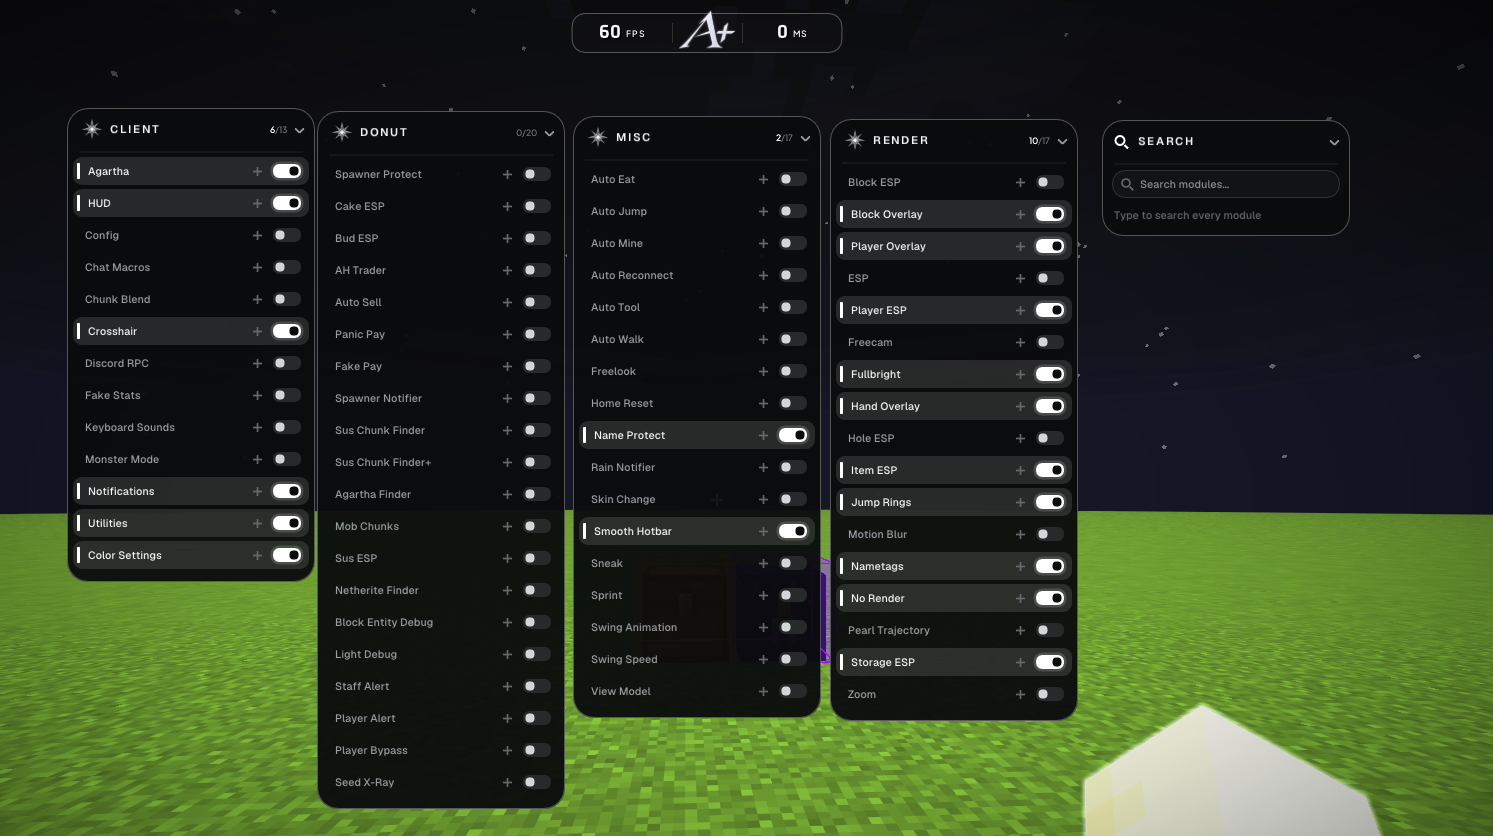 60 FPS
A+
0 MS
CLIENT
6/13
Agartha
HUD
Config
Chat Macros
Chunk Blend
Crosshair
Discord RPC
Fake Stats
Keyboard Sounds
Monster Mode
Notifications
Utilities
Color Settings
DONUT
0/20
Spawner Protect
Cake ESP
Bud ESP
AH Trader
Auto Sell
Panic Pay
Fake Pay
Spawner Notifier
Sus Chunk Finder
Sus Chunk Finder+
Agartha Finder
Mob Chunks
Sus ESP
Netherite Finder
Block Entity Debug
Light Debug
Staff Alert
Player Alert
Player Bypass
Seed X-Ray
MISC
2/17
Auto Eat
Auto Jump
Auto Mine
Auto Reconnect
Auto Tool
Auto Walk
Freelook
Home Reset
Name Protect
Rain Notifier
Skin Change
Smooth Hotbar
Sneak
Sprint
Swing Animation
Swing Speed
View Model
RENDER
10/17
Block ESP
Block Overlay
Player Overlay
ESP
Player ESP
Freecam
Fullbright
Hand Overlay
Hole ESP
Item ESP
Jump Rings
Motion Blur
Nametags
No Render
Pearl Trajectory
Storage ESP
Zoom
SEARCH
Search modules...
Type to search every module